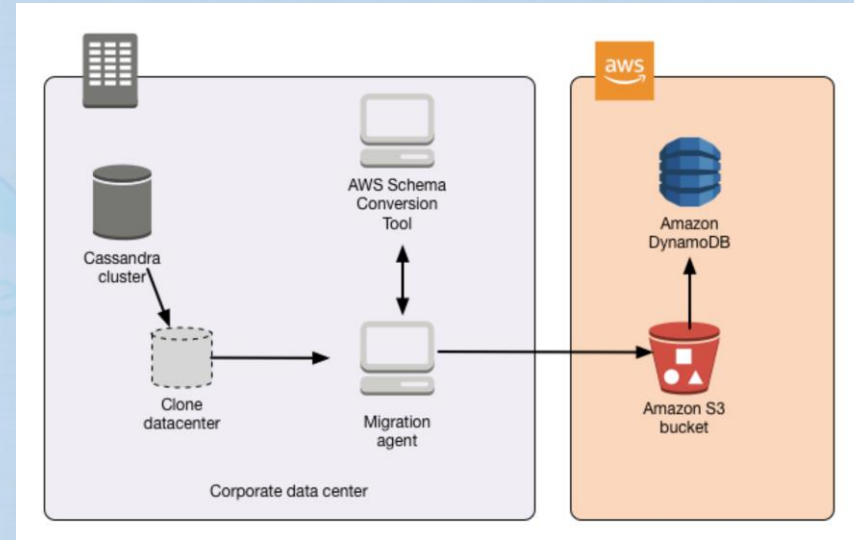 aws
AWS Schema
Conversion
Tool
Cassandra
cluster
Amazon
DynamoDB
Clone
datacenter
Migration
agent
Amazon S3
bucket
Corporate data center